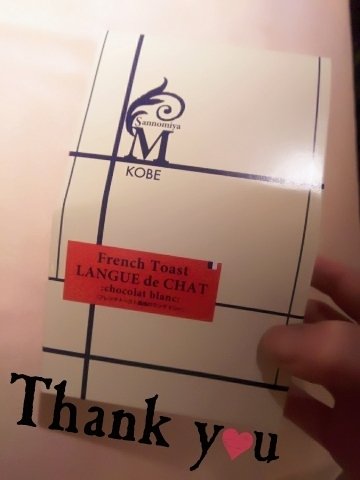 Sannomiya
M
KOBE
French Toast
LANGUE de CHAT
:chocolat blanc:
Thank you